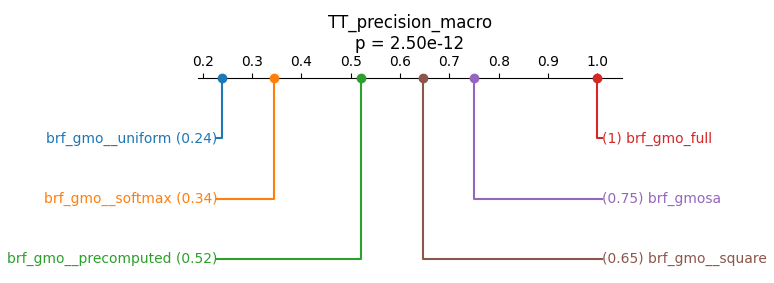 TT_precision_macro
p = 2.50e-12
0.2 0.3 0.4 0.5 0.6 0.7 0.8 0.9 1.0
brf_gmo__uniform (0.24) (1) brf_gmo_full
brf_gmo__softmax (0.34) (0.75) brf_gmosa
brf_gmo__precomputed (0.52) (0.65) brf_gmo__square